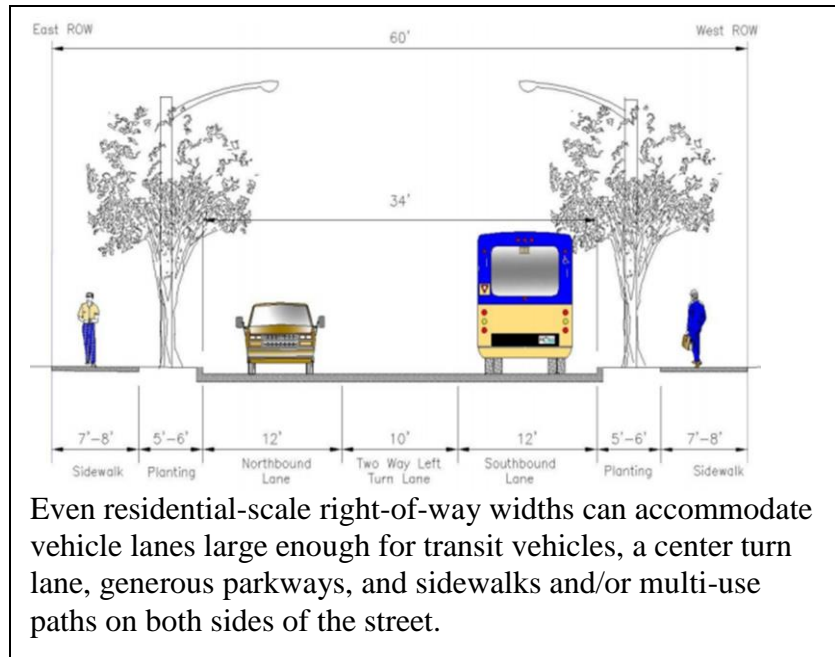 East ROW
West ROW
60'
34'
7'-8' 5'-6' 12' 10' 12' 5'-6' 7'-8'
Sidewalk Planting Northbound Lane Two Way Left Turn Lane Southbound Lane Planting Sidewalk
Even residential-scale right-of-way widths can accommodate
vehicle lanes large enough for transit vehicles, a center turn
lane, generous parkways, and sidewalks and/or multi-use
paths on both sides of the street.